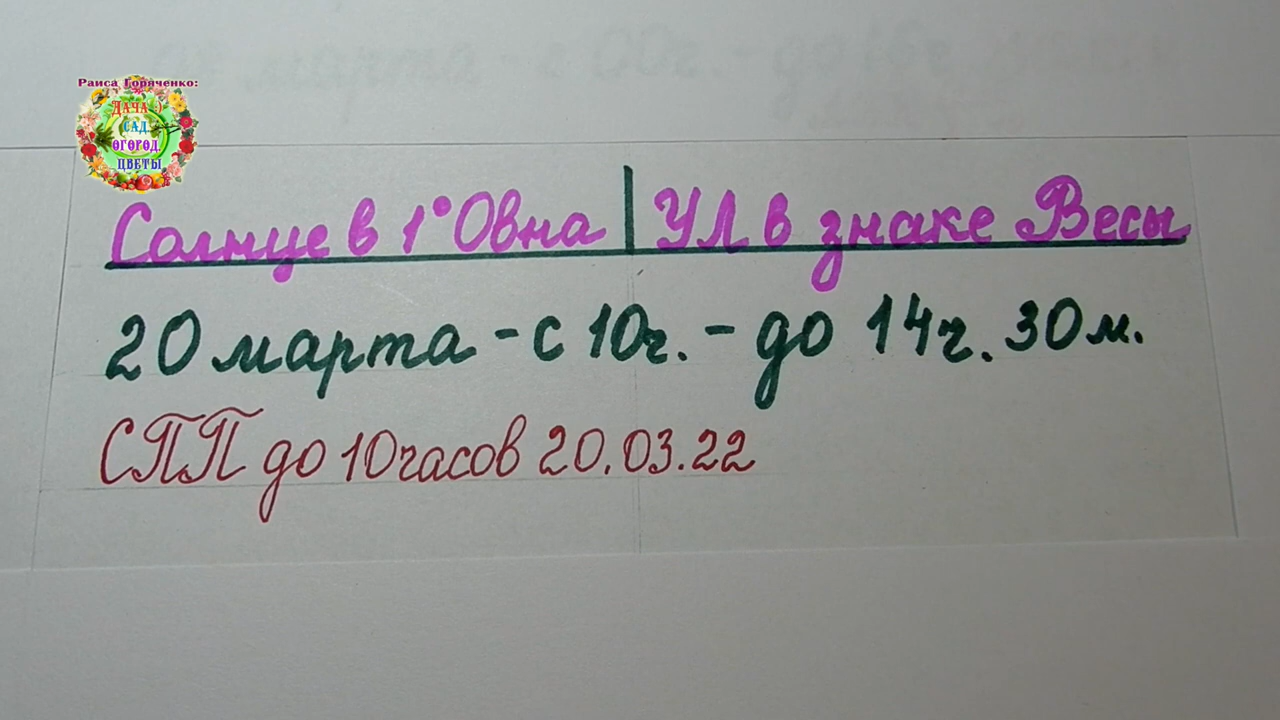 Раиса Горяченко:
ДАЧА :)
САД,
ОГОРОД,
ЦВЕТЫ
Солнце в 1° Овна | УЛ в знаке Весы
20 марта - с 10ч. - до 14ч. 30м.
СПП до 10часов 20.03.22